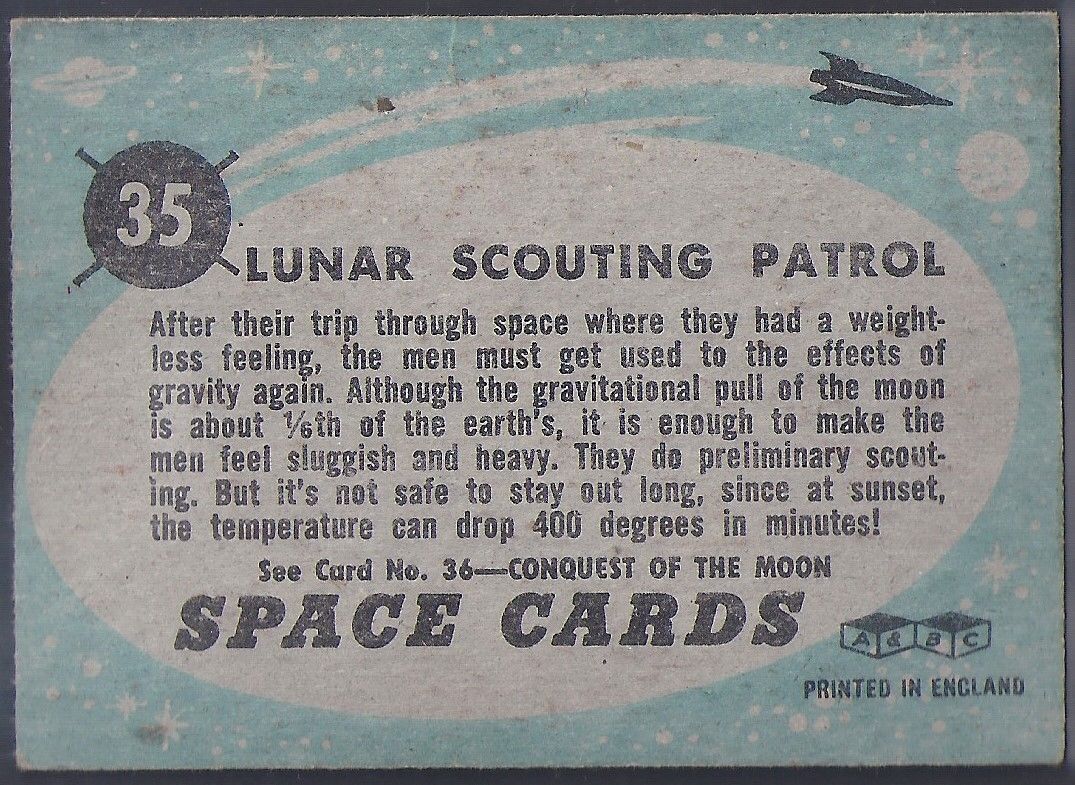 35
LUNAR SCOUTING PATROL
After their trip through space where they had a weight-
less feeling, the men must get used to the effects of
gravity again. Although the gravitational pull of the moon
is about 1/6th of the earth's, it is enough to make the
men feel sluggish and heavy. They do preliminary scout-
ing. But it's not safe to stay out long, since at sunset,
the temperature can drop 400 degrees in minutes!
See Card No. 36—CONQUEST OF THE MOON
SPACE CARDS
A & B C
PRINTED IN ENGLAND